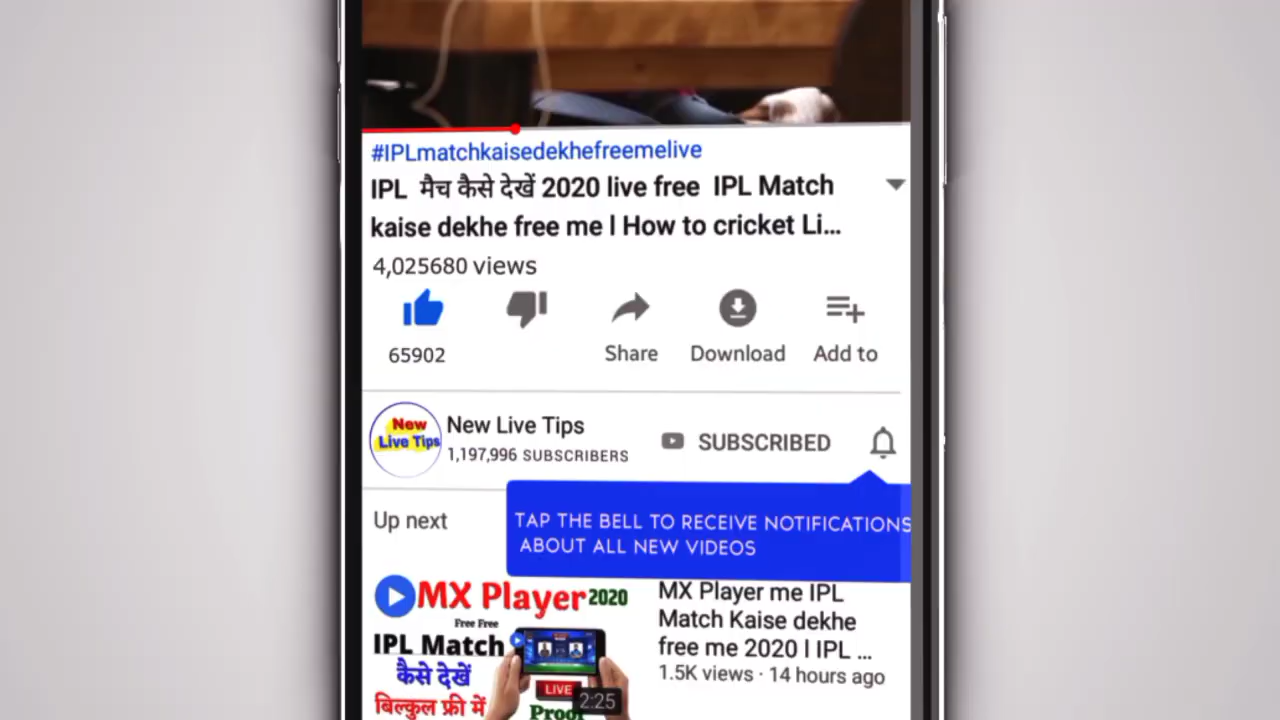 #IPLmatchkaisedekhefreemelive
IPL मैच कैसे देखें 2020 live free IPL Match
kaise dekhe free me l How to cricket Li...
4,025680 views
65902
Share
Download
Add to
New
Live Tips
New Live Tips
1,197,996 SUBSCRIBERS
SUBSCRIBED
Up next
TAP THE BELL TO RECEIVE NOTIFICATIONS
ABOUT ALL NEW VIDEOS
MX Player 2020
Free Free
IPL Match
कैसे देखें
बिल्कुल फ्री में
LIVE
Proof
2:25
MX Player me IPL
Match Kaise dekhe
free me 2020 l IPL ...
1.5K views · 14 hours ago